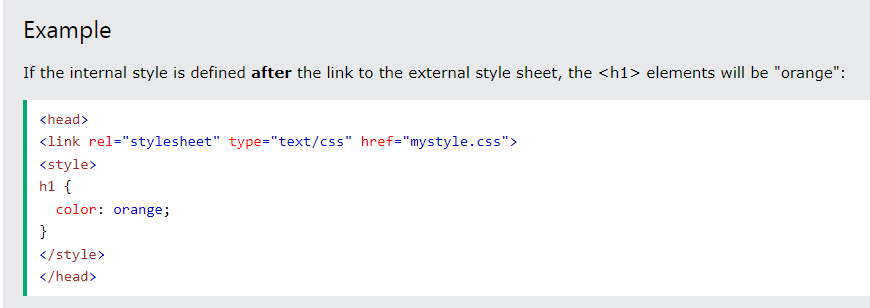 Example
If the internal style is defined after the link to the external style sheet, the <h1> elements will be "orange":
<head>
<link rel="stylesheet" type="text/css" href="mystyle.css">
<style>
h1 {
  color: orange;
}
</style>
</head>